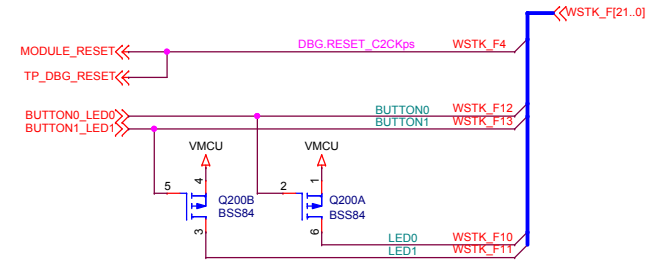 WSTK_F[21..0]
MODULE_RESET DBG.RESET_C2CKps WSTK_F4
TP_DBG_RESET
BUTTON0_LED0 BUTTON0 WSTK_F12
BUTTON1_LED1 BUTTON1 WSTK_F13
VMCU VMCU
5 4 Q200B 2 1 Q200A
BSS84 BSS84
3 6
LED0 WSTK_F10
LED1 WSTK_F11